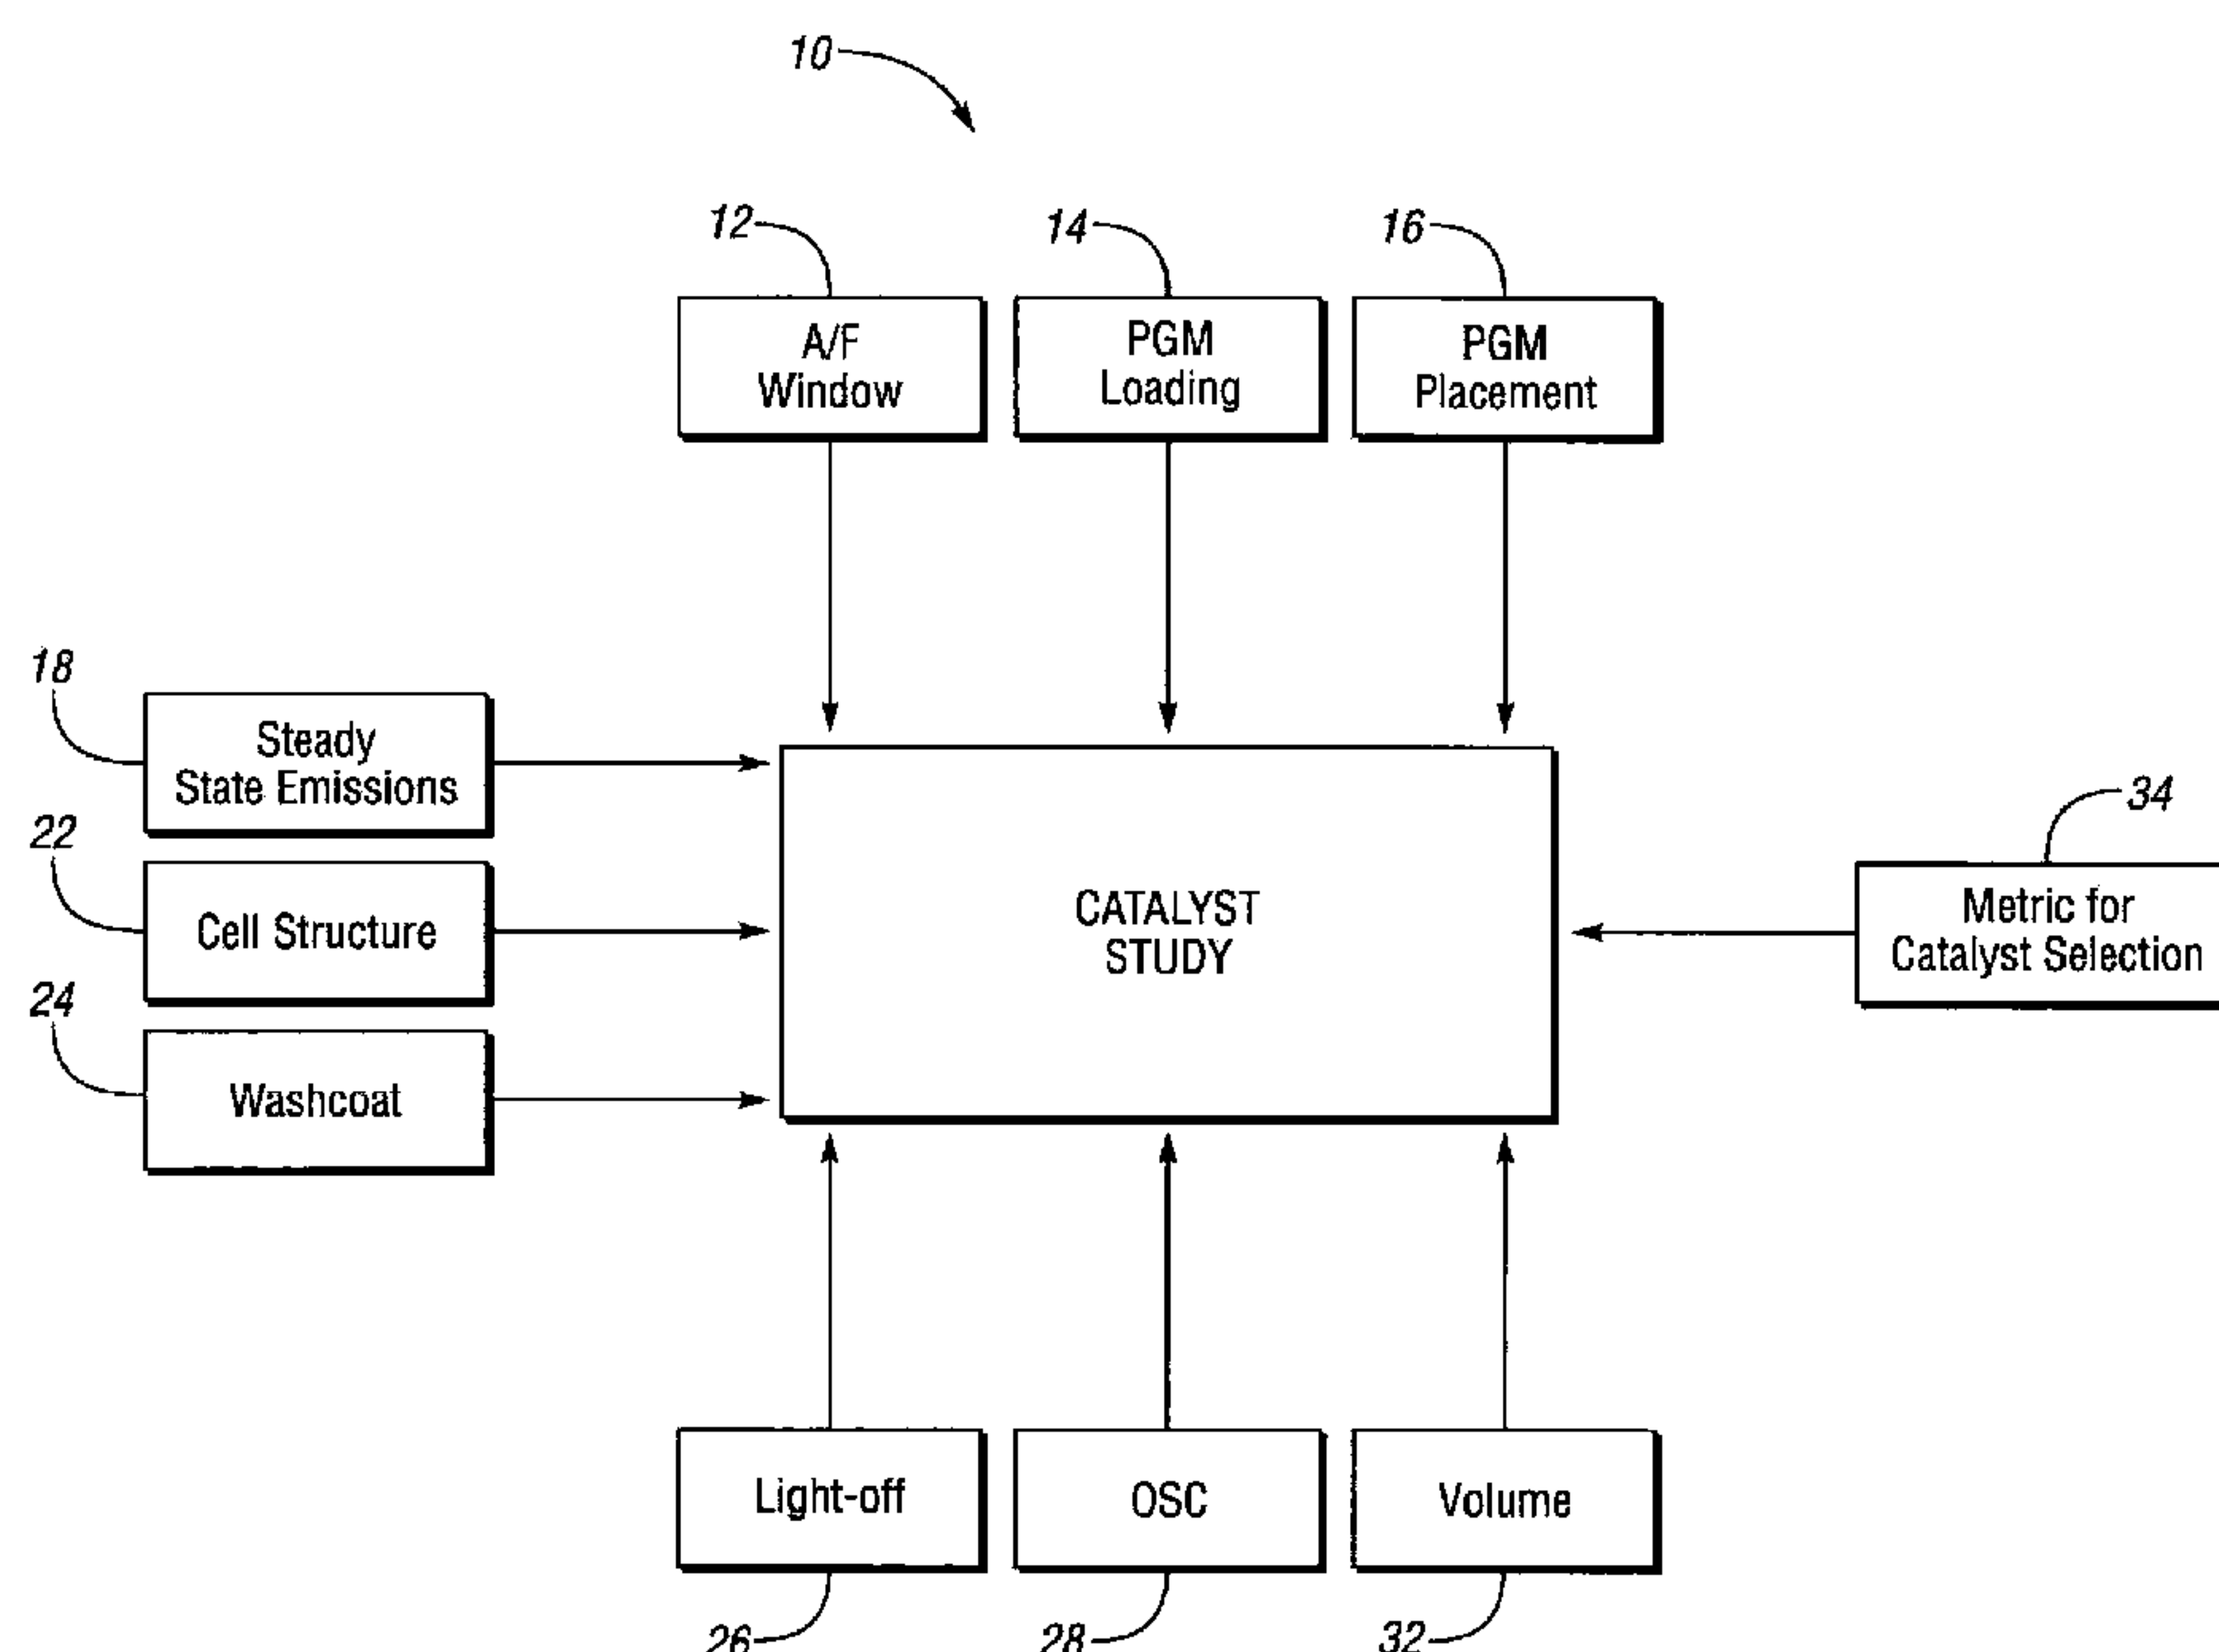 10
12
14
16
A/F
Window
PGM
Loading
PGM
Placement
18
Steady
State Emissions
22
Cell Structure
24
Washcoat
CATALYST
STUDY
34
Metric for
Catalyst Selection
Light-off
OSC
Volume
26
28
32